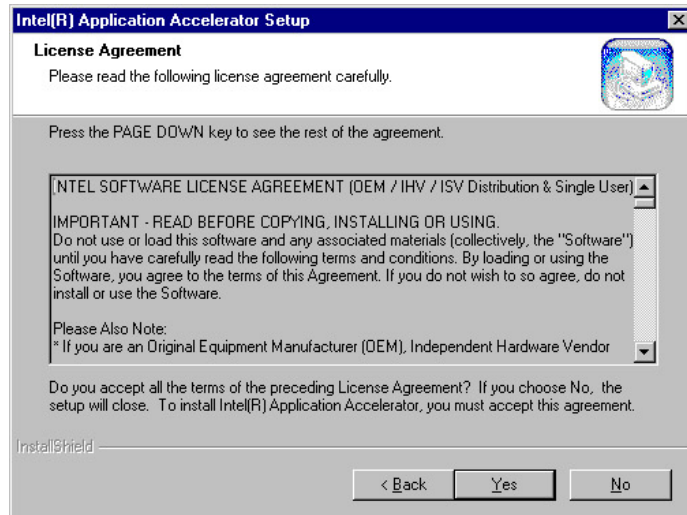 Intel(R) Application Accelerator Setup
License Agreement
Please read the following license agreement carefully.
Press the PAGE DOWN key to see the rest of the agreement.
INTEL SOFTWARE LICENSE AGREEMENT (OEM / IHV / ISV Distribution & Single User)
IMPORTANT - READ BEFORE COPYING, INSTALLING OR USING.
Do not use or load this software and any associated materials (collectively, the "Software")
until you have carefully read the following terms and conditions. By loading or using the
Software, you agree to the terms of this Agreement. If you do not wish to so agree, do not
install or use the Software.
Please Also Note:
* If you are an Original Equipment Manufacturer (OEM), Independent Hardware Vendor
Do you accept all the terms of the preceding License Agreement? If you choose No, the
setup will close. To install Intel(R) Application Accelerator, you must accept this agreement.
InstallShield
< Back
Yes
No